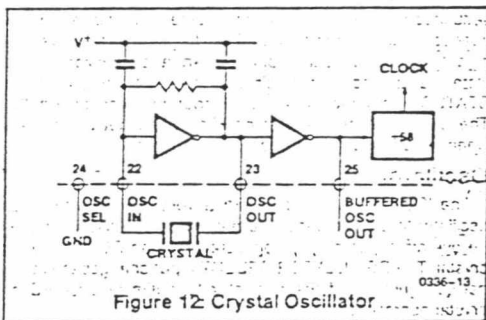 V+
CLOCK
÷58
24 22 23 25
OSC SEL
OSC IN
OSC OUT
BUFFERED OSC OUT
GND
CRYSTAL
0336-13
Figure 12: Crystal Oscillator